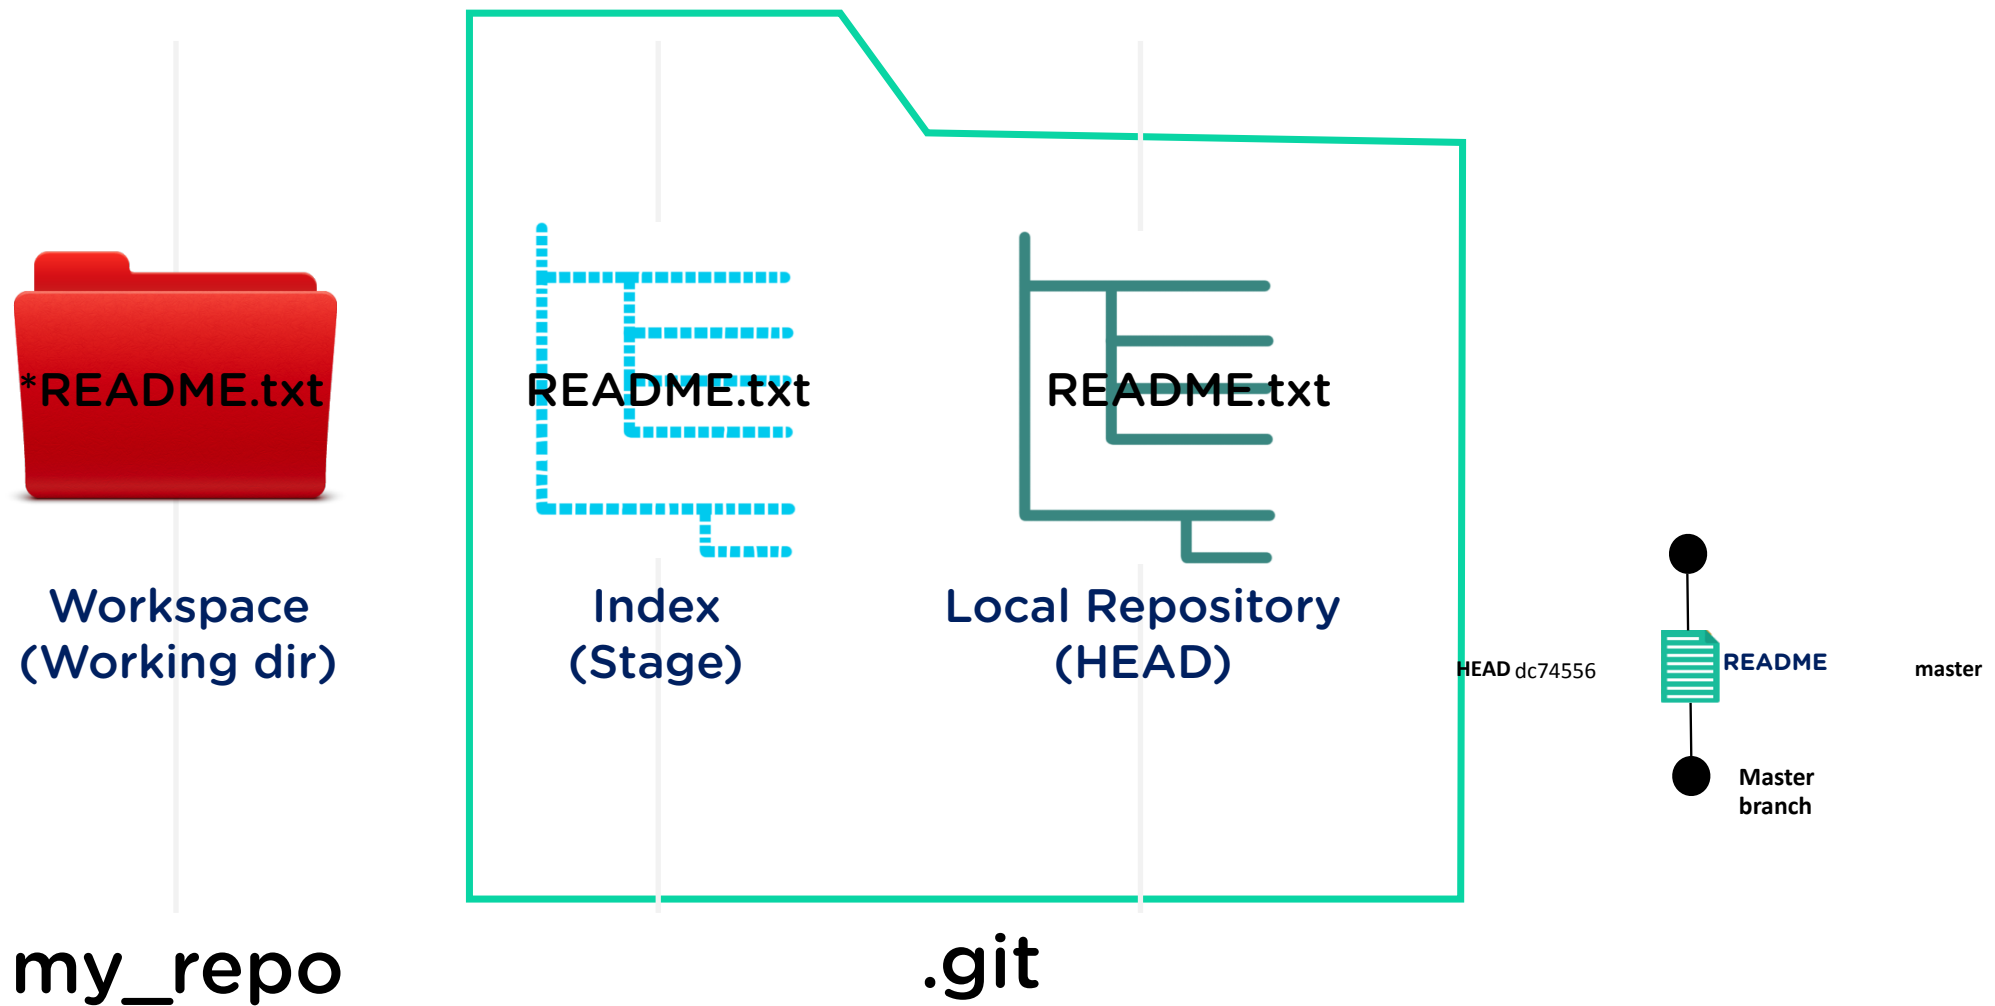 *README.txt
README.txt
README.txt
Workspace
(Working dir)
Index
(Stage)
Local Repository
(HEAD)
HEAD dc74556
README
master
Master
branch
my_repo
.git